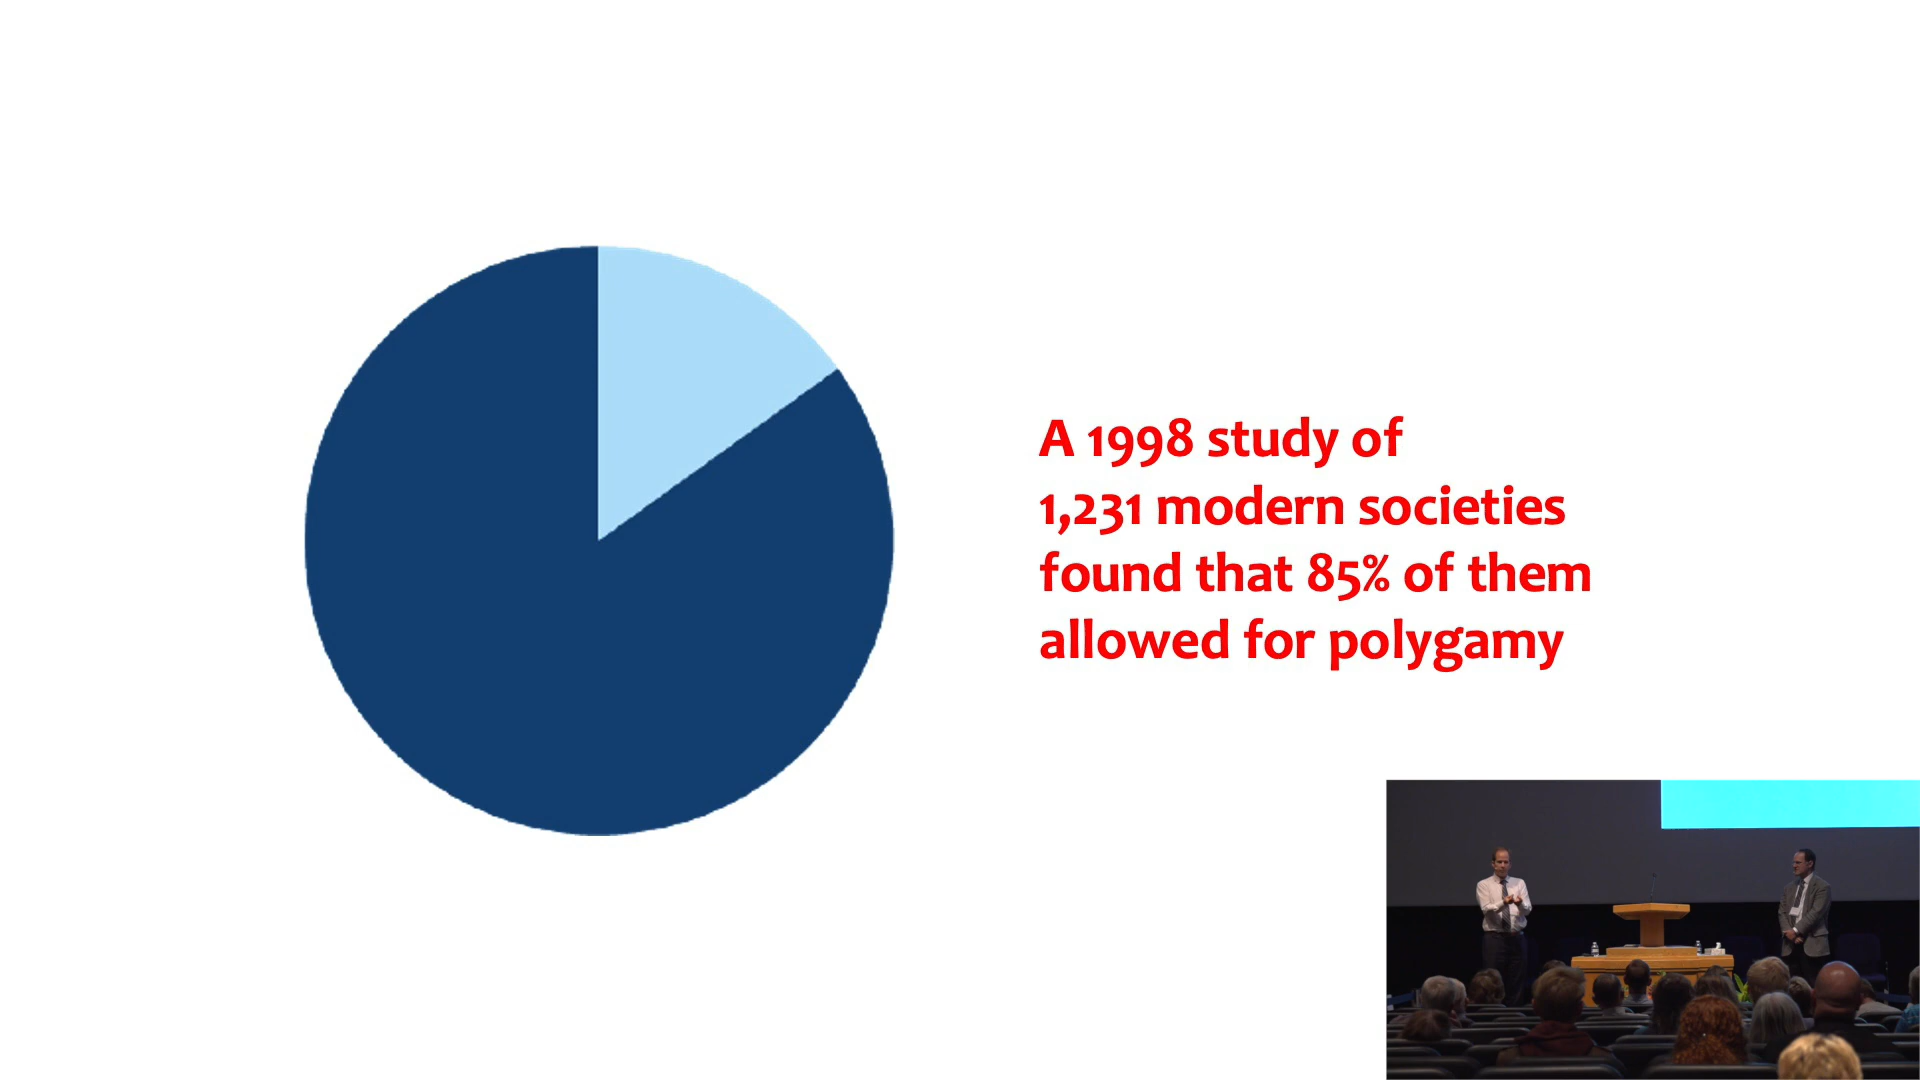 A 1998 study of
1,231 modern societies
found that 85% of them
allowed for polygamy